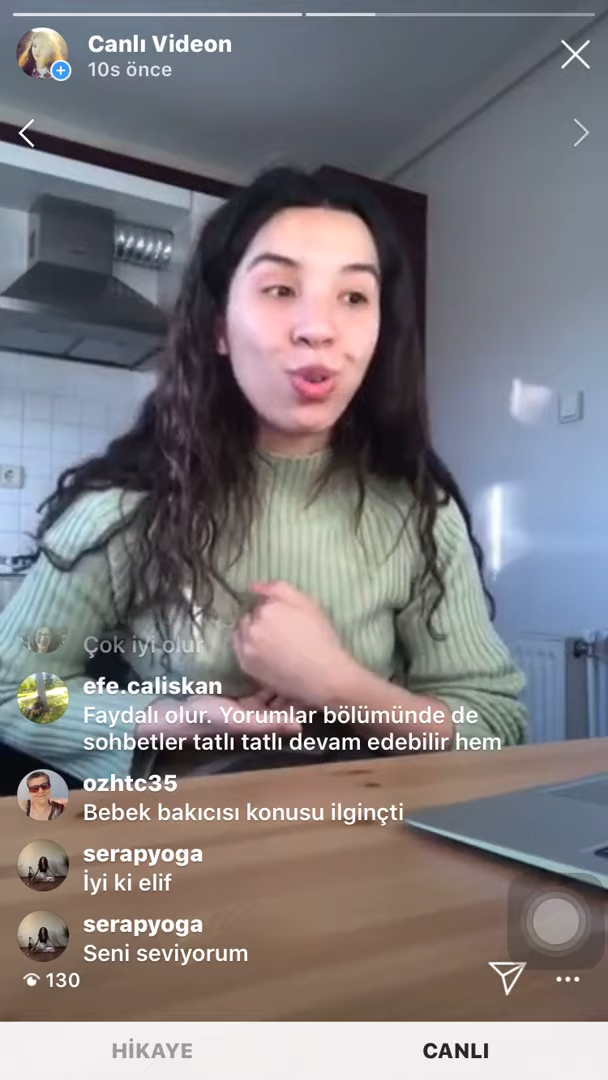 Canlı Videon
10s önce
Çok iyi olur
efe.caliskan
Faydalı olur. Yorumlar bölümünde de
sohbetler tatlı tatlı devam edebilir hem
ozhtc35
Bebek bakıcısı konusu ilginçti
serapyoga
İyi ki elif
serapyoga
Seni seviyorum
130
HİKAYE
CANLI